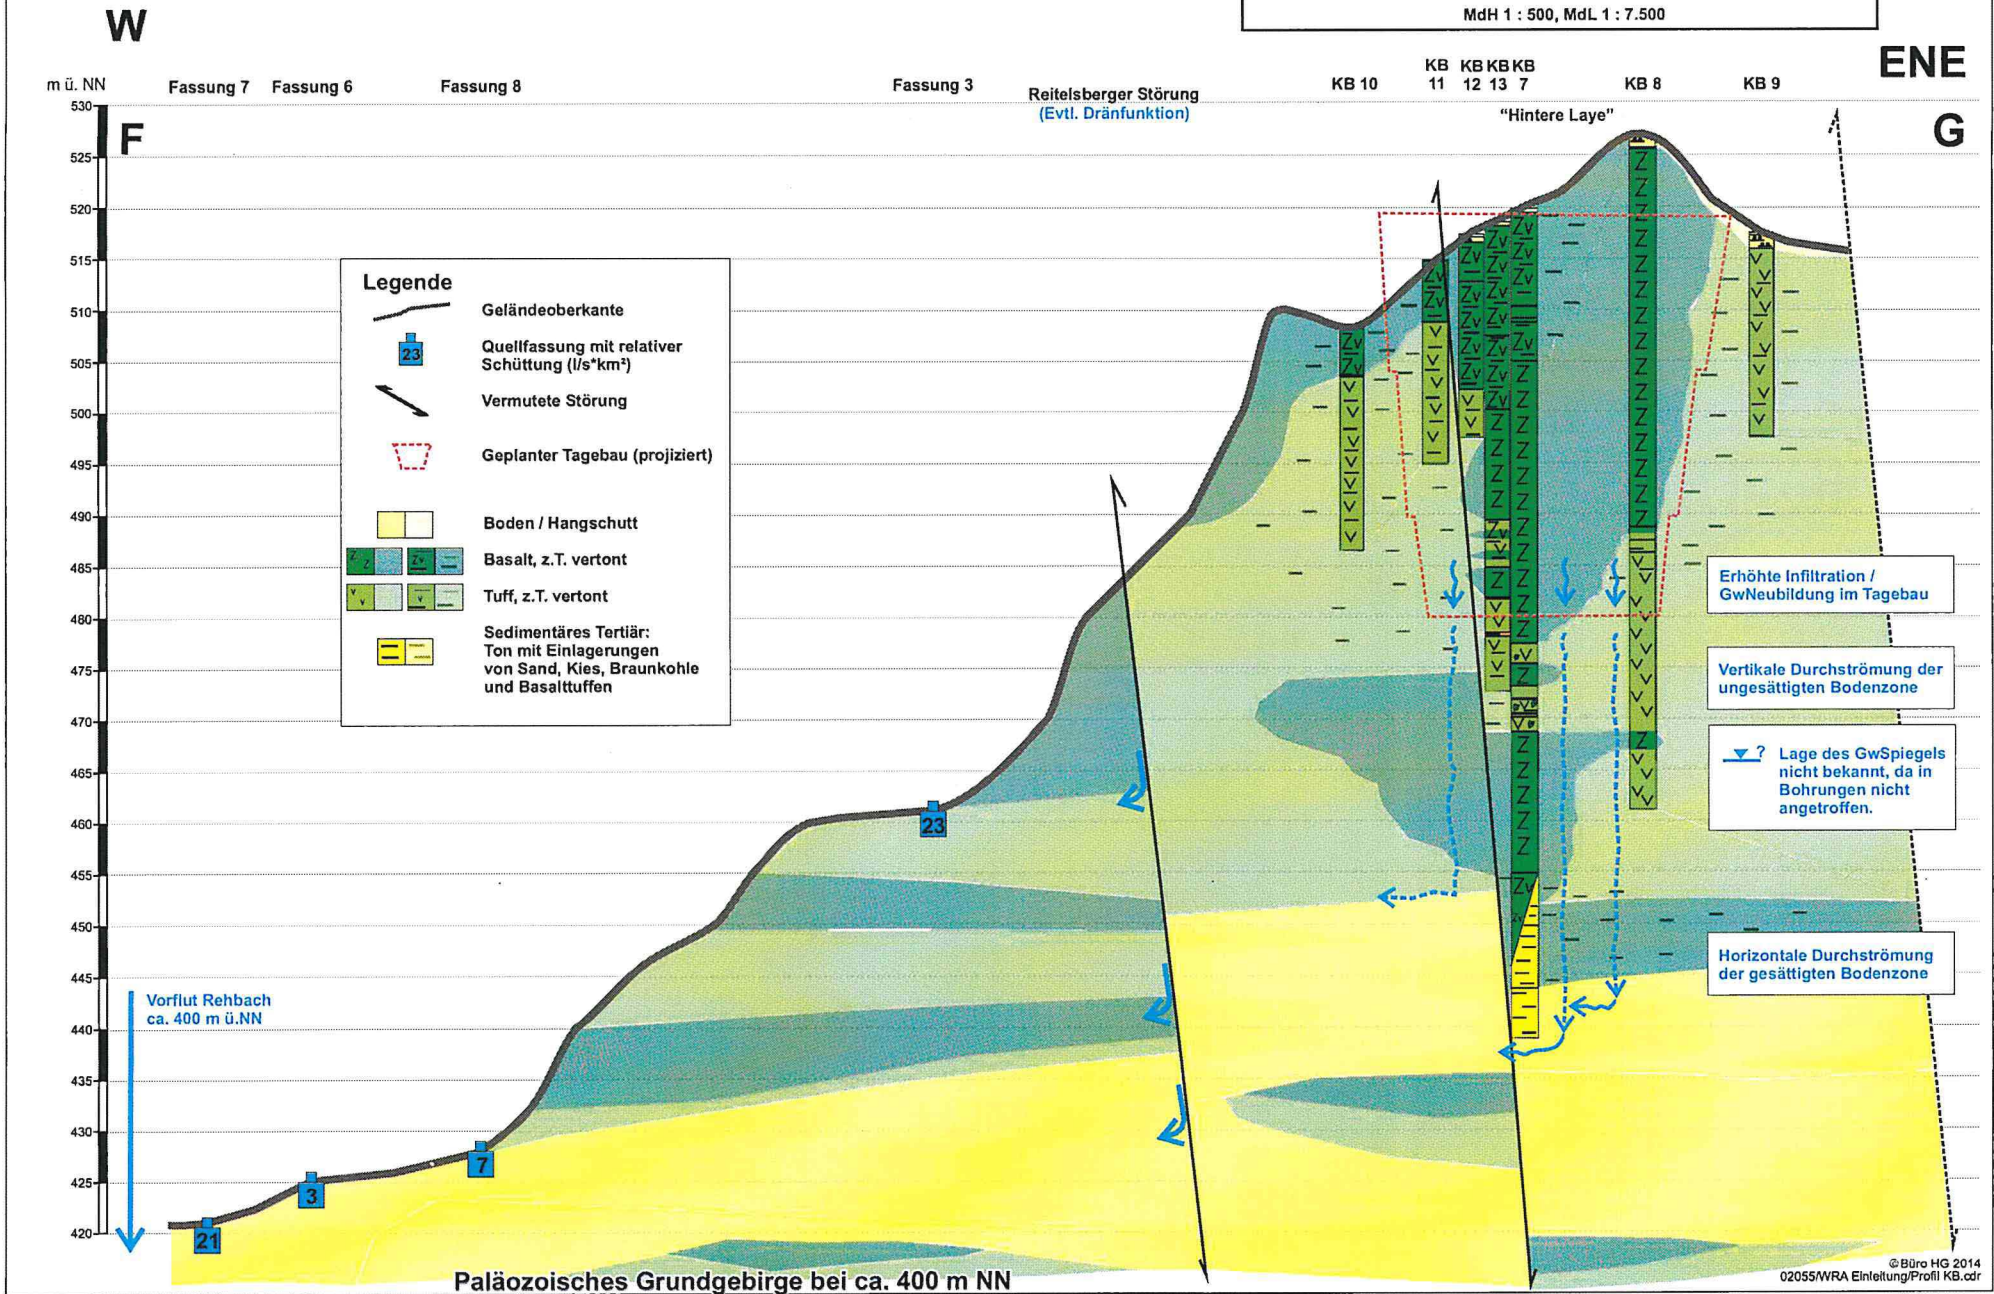 MdH 1 : 500, MdL 1 : 7.500
W
ENE
m ü. NN
Fassung 7
Fassung 6
Fassung 8
Fassung 3
Reitelsberger Störung
(Evtl. Dränfunktion)
KB 10
KB 11
KB 12
KB 13
KB 7
"Hintere Laye"
KB 8
KB 9
F
G
530
525
520
515
510
505
500
495
490
485
480
475
470
465
460
455
450
445
440
435
430
425
420
Legende
Geländeoberkante
23
Quellfassung mit relativer
Schüttung (l/s*km²)
Vermutete Störung
Geplanter Tagebau (projiziert)
Boden / Hangschutt
Basalt, z.T. vertont
Tuff, z.T. vertont
Sedimentäres Tertiär:
Ton mit Einlagerungen
von Sand, Kies, Braunkohle
und Basalttuffen
Erhöhte Infiltration /
GwNeubildung im Tagebau
Vertikale Durchströmung der
ungesättigten Bodenzone
? Lage des GwSpiegels
nicht bekannt, da in
Bohrungen nicht
angetroffen.
Horizontale Durchströmung
der gesättigten Bodenzone
Vorflut Rehbach
ca. 400 m ü.NN
23
7
3
21
Paläozoisches Grundgebirge bei ca. 400 m NN
©Büro HG 2014
02055/WRA Einleitung/Profil KB.cdr